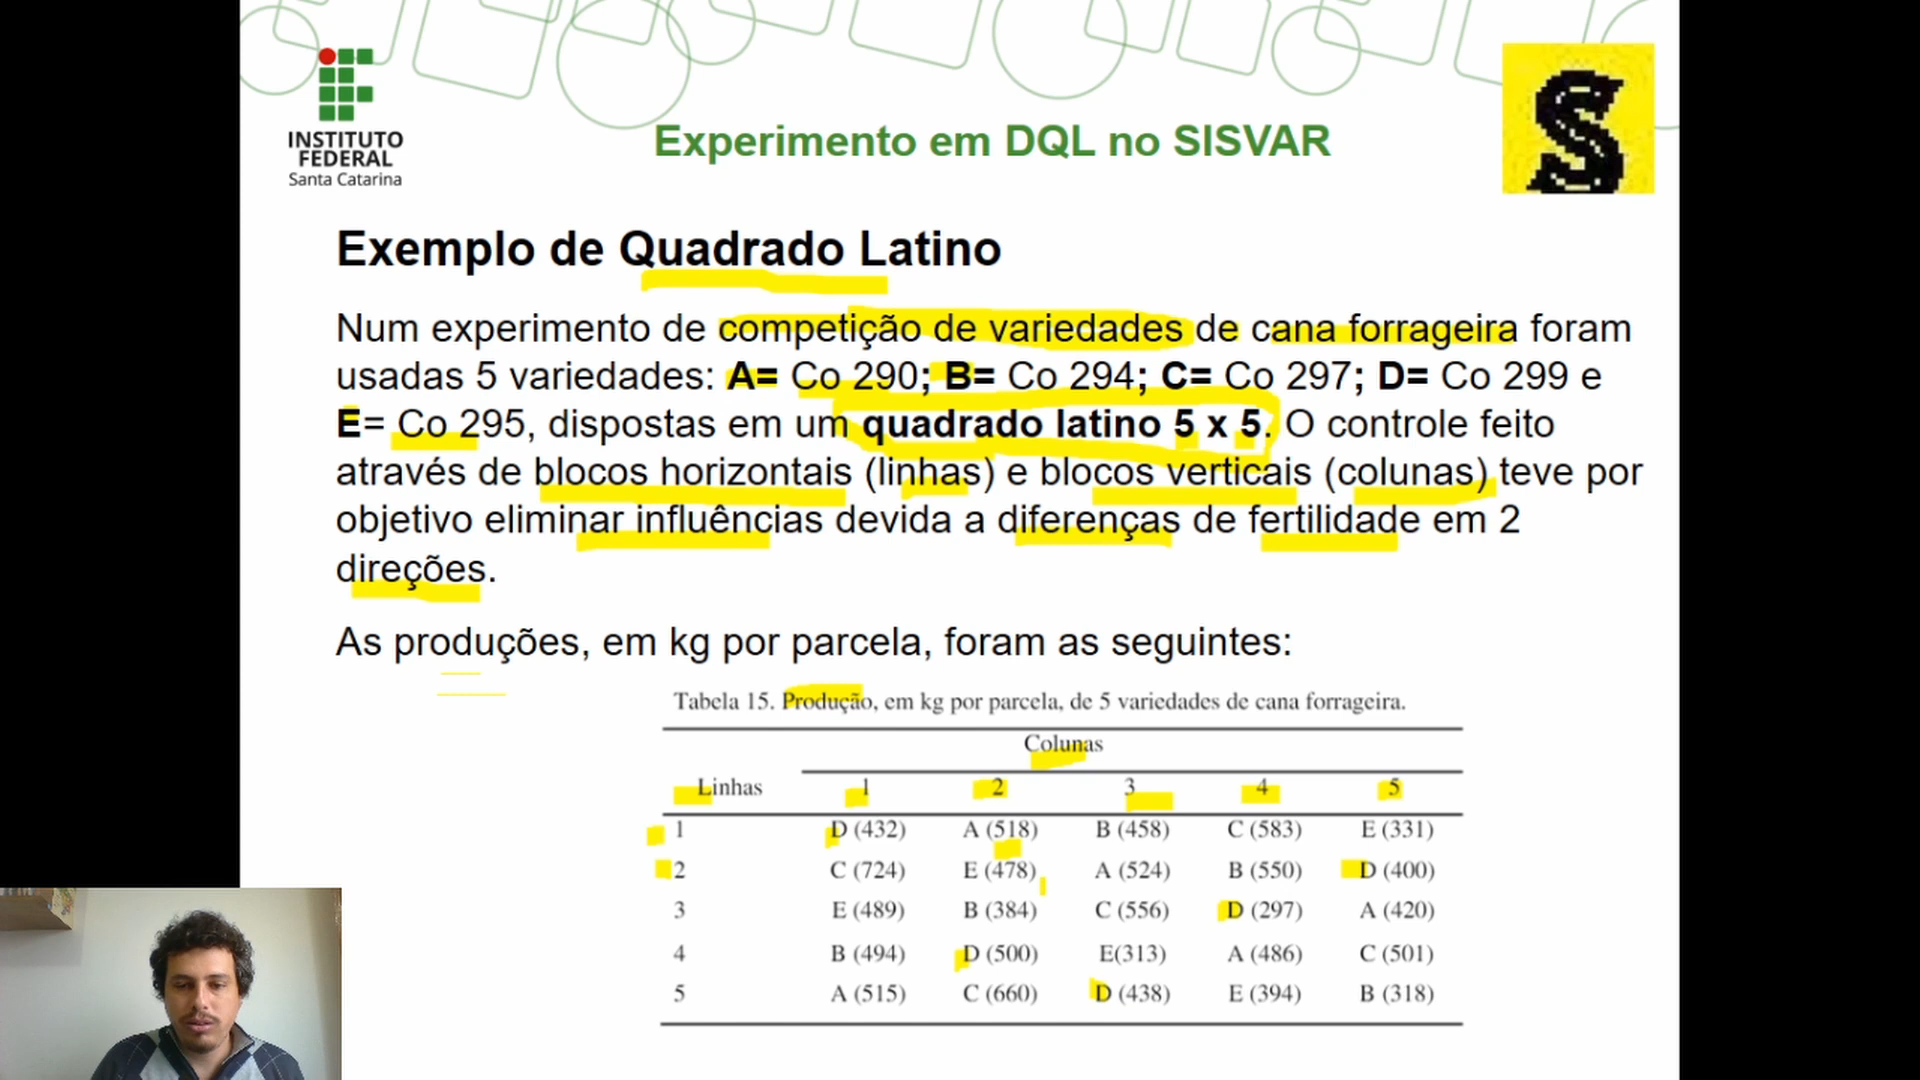 INSTITUTO
FEDERAL
Santa Catarina
Experimento em DQL no SISVAR
S
Exemplo de Quadrado Latino
Num experimento de competição de variedades de cana forrageira foram
usadas 5 variedades: A= Co 290; B= Co 294; C= Co 297; D= Co 299 e
E= Co 295, dispostas em um quadrado latino 5 x 5. O controle feito
através de blocos horizontais (linhas) e blocos verticais (colunas) teve por
objetivo eliminar influências devida a diferenças de fertilidade em 2
direções.
As produções, em kg por parcela, foram as seguintes:
Tabela 15. Produção, em kg por parcela, de 5 variedades de cana forrageira.
Colunas
Linhas 1 2 3 4 5
1 D (432) A (518) B (458) C (583) E (331)
2 C (724) E (478) A (524) B (550) D (400)
3 E (489) B (384) C (556) D (297) A (420)
4 B (494) D (500) E(313) A (486) C (501)
5 A (515) C (660) D (438) E (394) B (318)